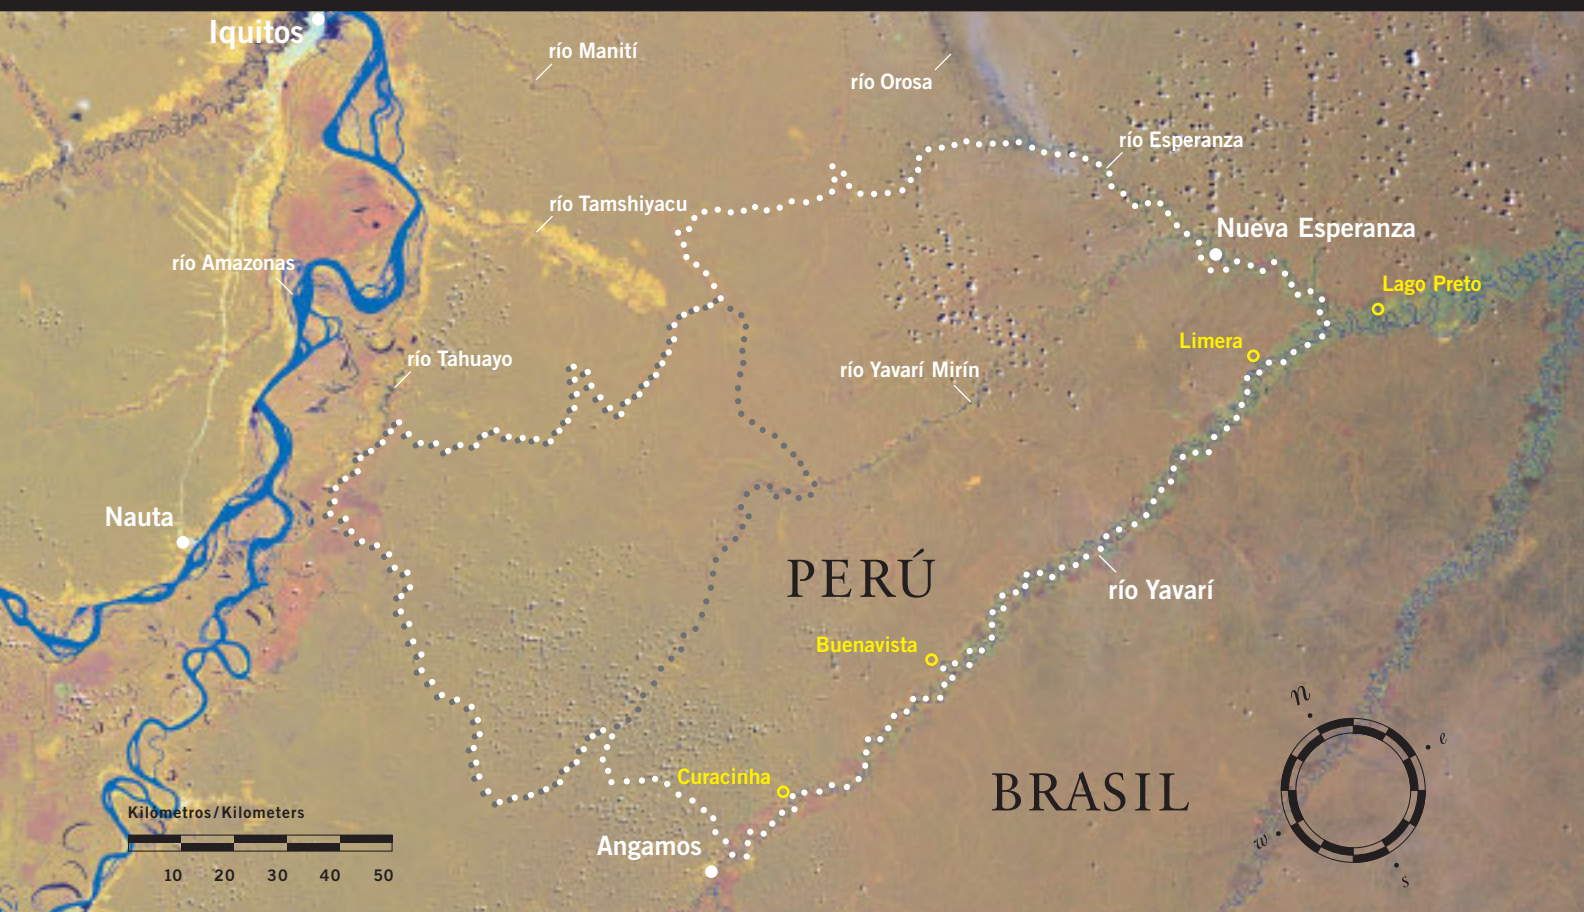 Iquitos
río Manití
río Orosa
río Esperanza
río Tamshiyacu
Nueva Esperanza
río Amazonas
Lago Preto
Limera
río Tahuayo
río Yavarí Mirín
Nauta
PERÚ
río Yavarí
Buenavista
n
e
Curacinha
BRASIL
Kilómetros/Kilometers
Angamos
w
s
10 20 30 40 50